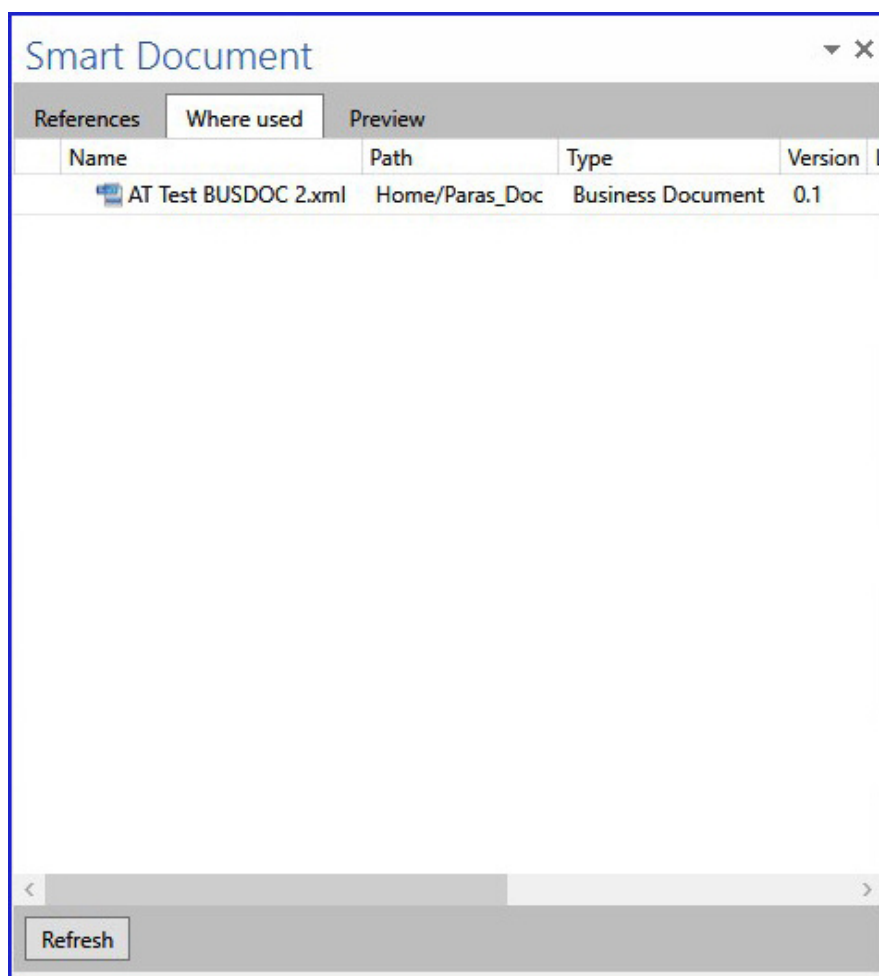 Smart Document
References Where used Preview
Name Path Type Version
AT Test BUSDOC 2.xml Home/Paras_Doc Business Document 0.1
Refresh